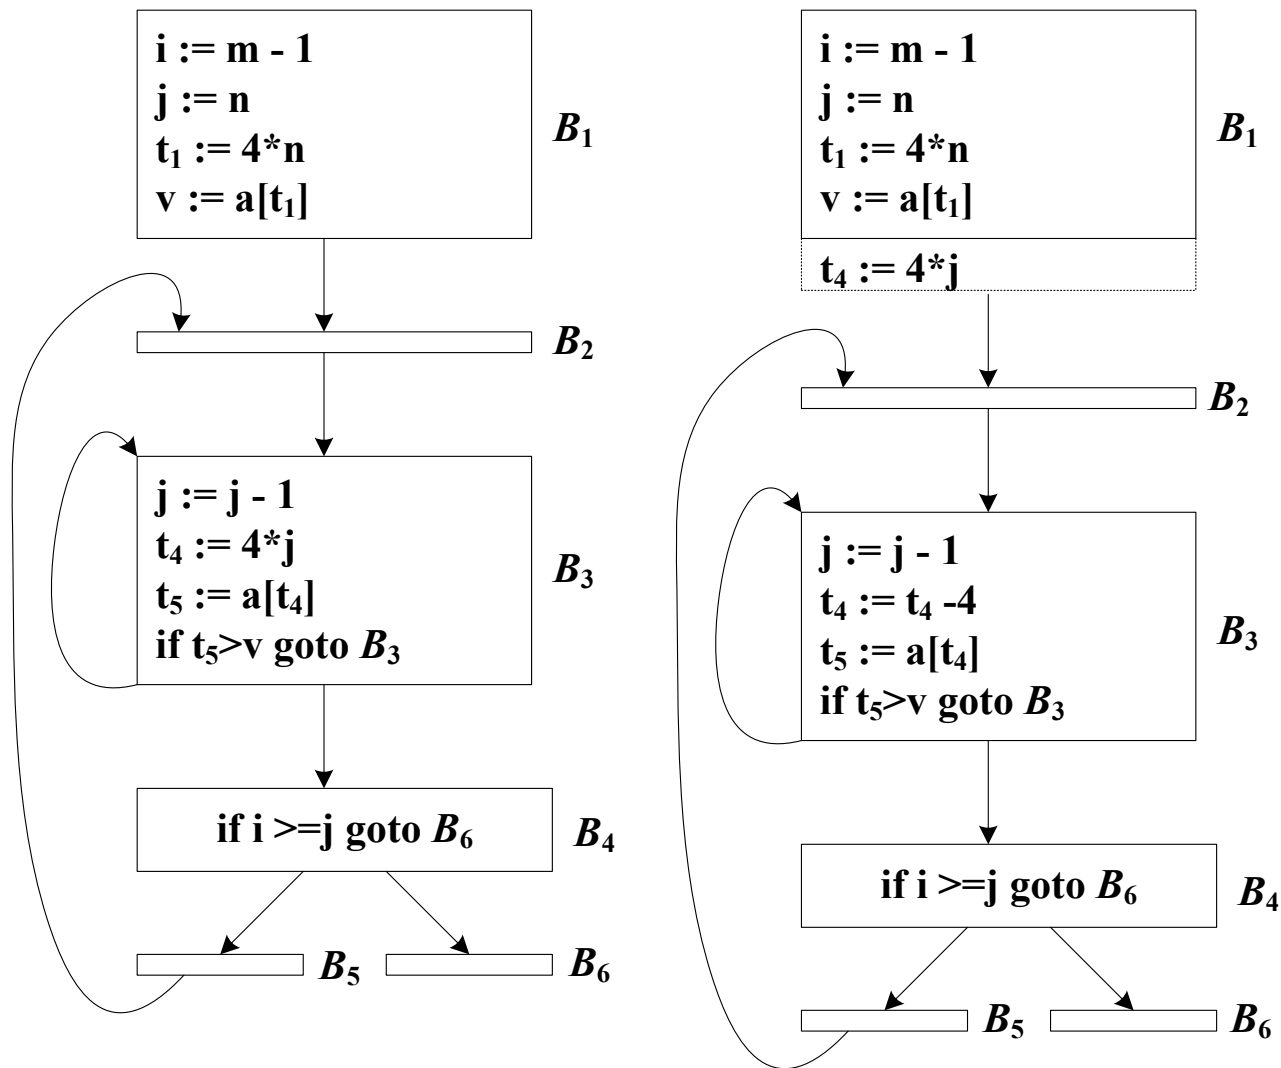 i := m - 1
j := n
t₁ := 4*n
v := a[t₁]
B₁
B₂
j := j - 1
t₄ := 4*j
t₅ := a[t₄]
if t₅>v goto B₃
B₃
if i >=j goto B₆
B₄
B₅
B₆
i := m - 1
j := n
t₁ := 4*n
v := a[t₁]
t₄ := 4*j
B₁
B₂
j := j - 1
t₄ := t₄ -4
t₅ := a[t₄]
if t₅>v goto B₃
B₃
if i >=j goto B₆
B₄
B₅
B₆